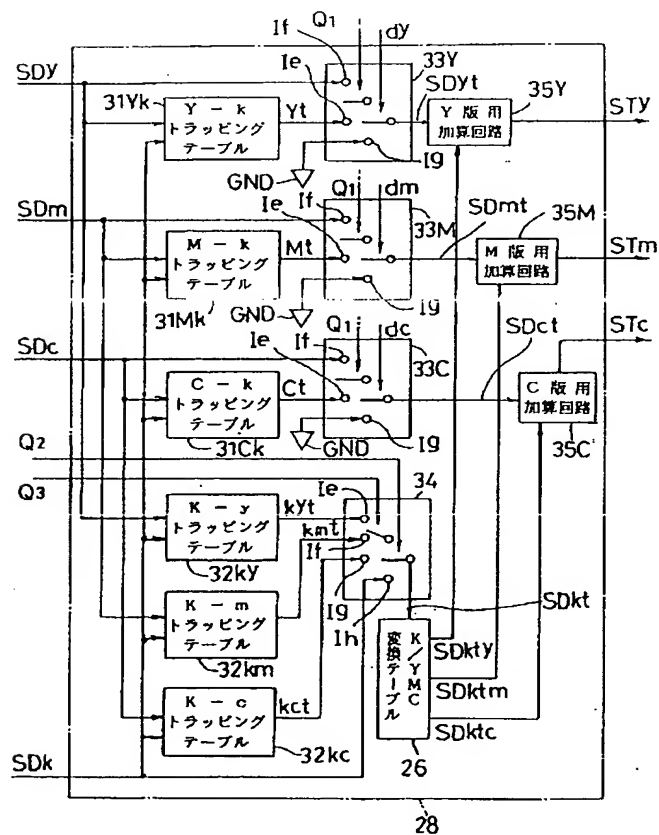 Q1
If
dy
Ie
33Y
SDy
SDyt
35Y
31Yk
Y-k
トラッピング
テーブル
Yt
Y版用
加算回路
STy
Ig
GND
Q1
dm
SDm
If
33M
SDmt
35M
Ie
M-k
トラッピング
テーブル
Mt
M版用
加算回路
STm
31Mk
Ig
GND
Q1
dc
SDct
STc
SDc
If
Ie
33C
C-k
トラッピング
テーブル
Ct
C版用
加算回路
31Ck
Ig
GND
35C
Q2
Q3
34
Ie
K-y
トラッピング
テーブル
kyt
kmt
If
32ky
Ig
Ih
SDkt
K-m
トラッピング
テーブル
32km
K/YMC
変換テーブル
SDkty
SDktm
SDktc
K-c
トラッピング
テーブル
kct
32kc
26
SDk
28